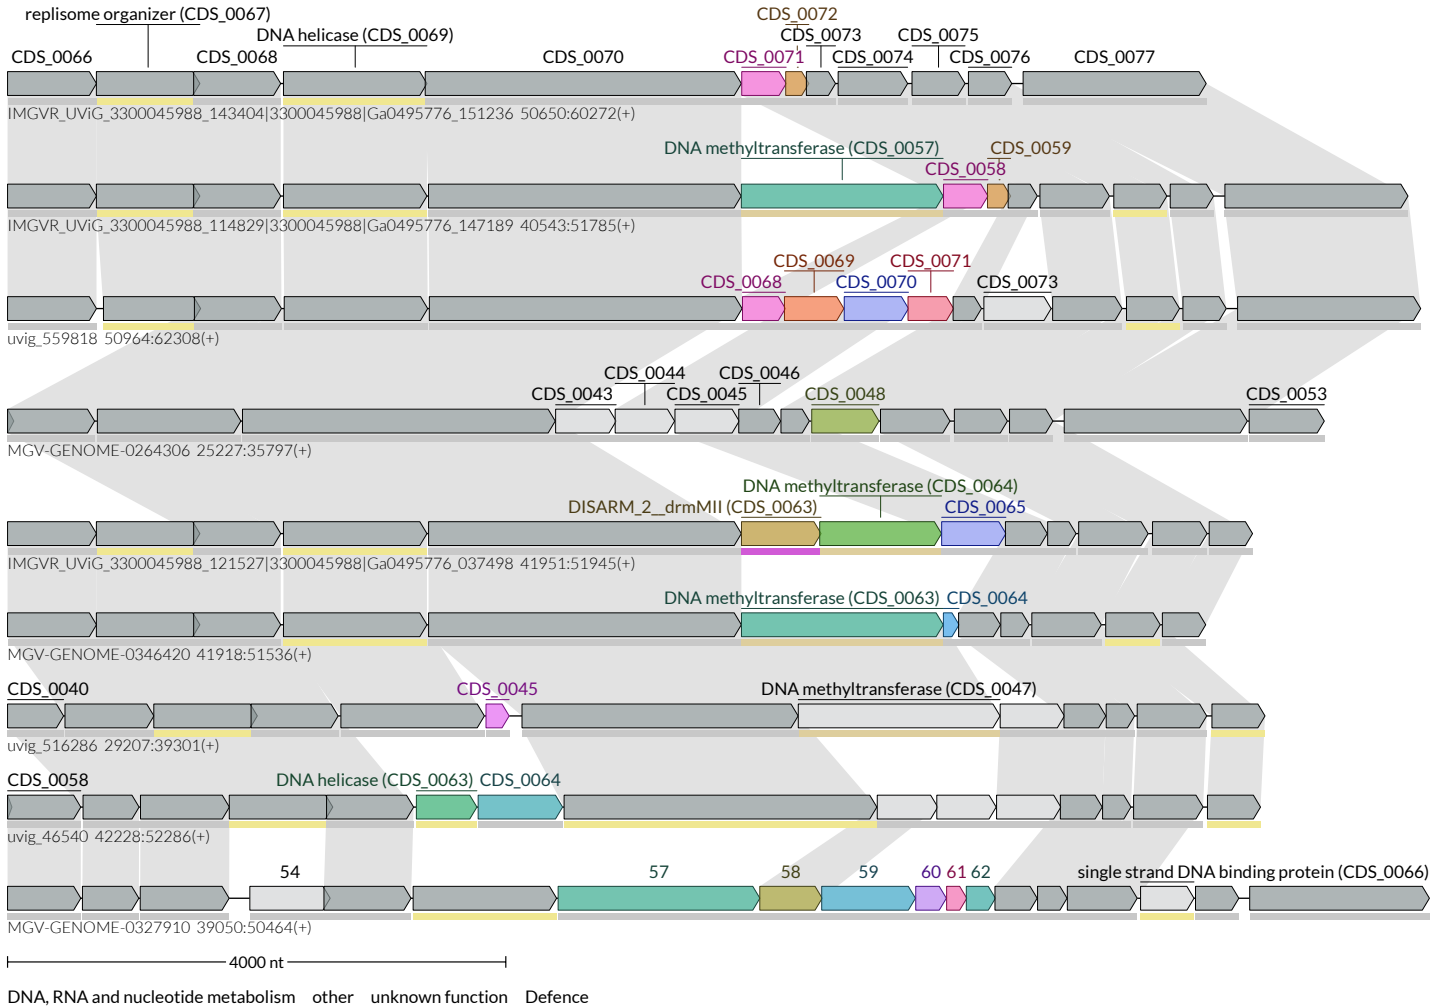 replisome organizer (CDS_0067)
CDS_0072
DNA helicase (CDS_0069) CDS_0073 CDS_0075
CDS_0066 CDS_0068 CDS_0070 CDS_0071 CDS_0074 CDS_0076 CDS_0077
IMGVR_UViG_3300045988_143404|3300045988|Ga0495776_151236 50650:60272(+)
DNA methyltransferase (CDS_0057) CDS_0059
CDS_0058
IMGVR_UViG_3300045988_114829|3300045988|Ga0495776_147189 40543:51785(+)
CDS_0069 CDS_0071
CDS_0068 CDS_0070 CDS_0073
uvig_559818 50964:62308(+)
CDS_0044 CDS_0046
CDS_0043 CDS_0045 CDS_0048 CDS_0053
MGV-GENOME-0264306 25227:35797(+)
DNA methyltransferase (CDS_0064)
DISARM_2__drmMII (CDS_0063) CDS_0065
IMGVR_UViG_3300045988_121527|3300045988|Ga0495776_037498 41951:51945(+)
DNA methyltransferase (CDS_0063) CDS_0064
MGV-GENOME-0346420 41918:51536(+)
CDS_0040 CDS_0045 DNA methyltransferase (CDS_0047)
uvig_516286 29207:39301(+)
CDS_0058 DNA helicase (CDS_0063) CDS_0064
uvig_46540 42228:52286(+)
54 57 58 59 60 61 62 single strand DNA binding protein (CDS_0066)
MGV-GENOME-0327910 39050:50464(+)
4000 nt
DNA, RNA and nucleotide metabolism other unknown function Defence